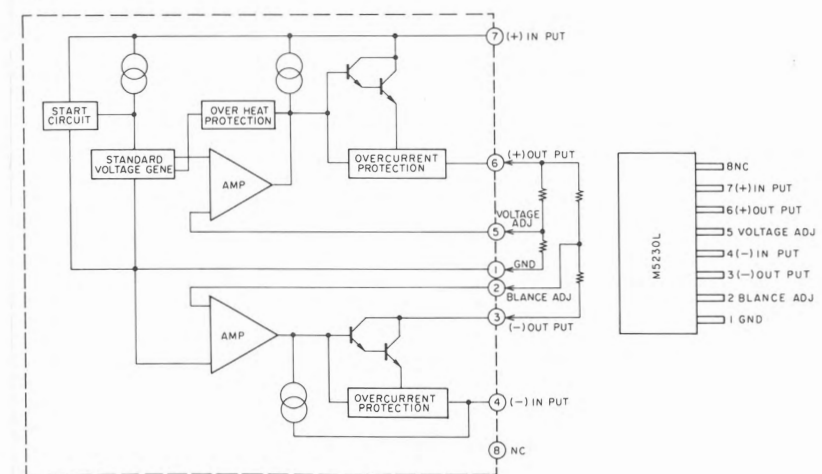 ⑦ (+) IN PUT
START
CIRCUIT
OVER HEAT
PROTECTION
STANDARD
VOLTAGE GENE
OVERCURRENT
PROTECTION
⑥ (+) OUT PUT
AMP
VOLTAGE
ADJ
⑤
① GND
②
BLANCE ADJ
③
(-) OUT PUT
AMP
OVERCURRENT
PROTECTION
④ (-) IN PUT
⑧ NC
M5230L
8 NC
7 (+) IN PUT
6 (+) OUT PUT
5 VOLTAGE ADJ
4 (-) IN PUT
3 (-) OUT PUT
2 BLANCE ADJ
1 GND